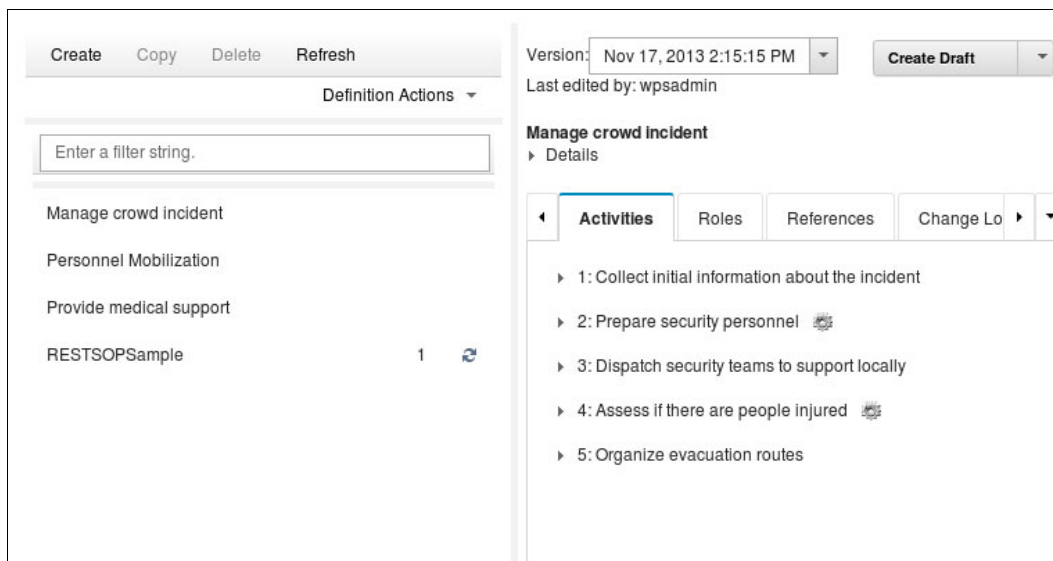 Create Copy Delete Refresh
Definition Actions
Enter a filter string.
Manage crowd incident
Personnel Mobilization
Provide medical support
RESTSOPSample 1
Version: Nov 17, 2013 2:15:15 PM Create Draft
Last edited by: wpsadmin
Manage crowd incident
Details
Activities Roles References Change Lo
1: Collect initial information about the incident
2: Prepare security personnel
3: Dispatch security teams to support locally
4: Assess if there are people injured
5: Organize evacuation routes